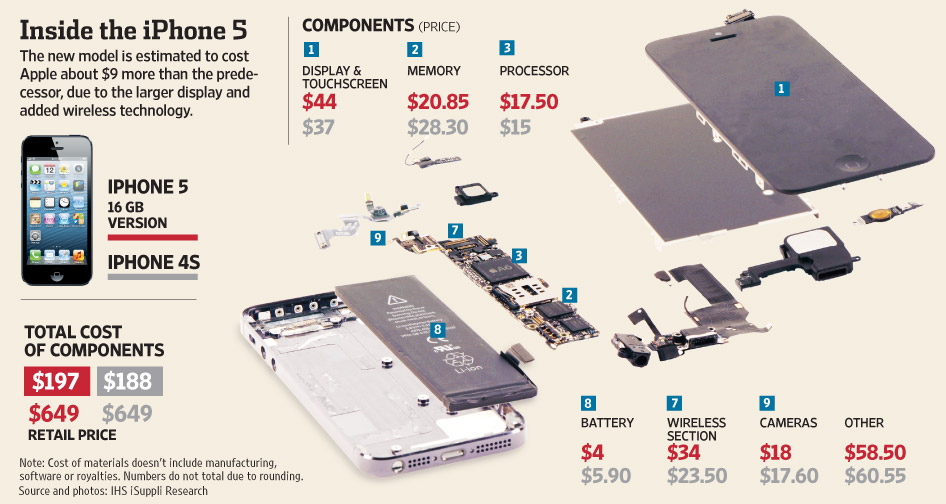 Inside the iPhone 5
The new model is estimated to cost
Apple about $9 more than the prede-
cessor, due to the larger display and
added wireless technology.
IPHONE 5
16 GB
VERSION
IPHONE 4S
TOTAL COST
OF COMPONENTS
$197 $188
$649 $649
RETAIL PRICE
Note: Cost of materials doesn't include manufacturing,
software or royalties. Numbers do not total due to rounding.
Source and photos: IHS iSuppli Research
COMPONENTS (PRICE)
1
DISPLAY &
TOUCHSCREEN
$44
$37
2
MEMORY
$20.85
$28.30
3
PROCESSOR
$17.50
$15
1
9
7
3
2
8
Li-ion
8
BATTERY
$4
$5.90
7
WIRELESS
SECTION
$34
$23.50
9
CAMERAS
$18
$17.60
OTHER
$58.50
$60.55